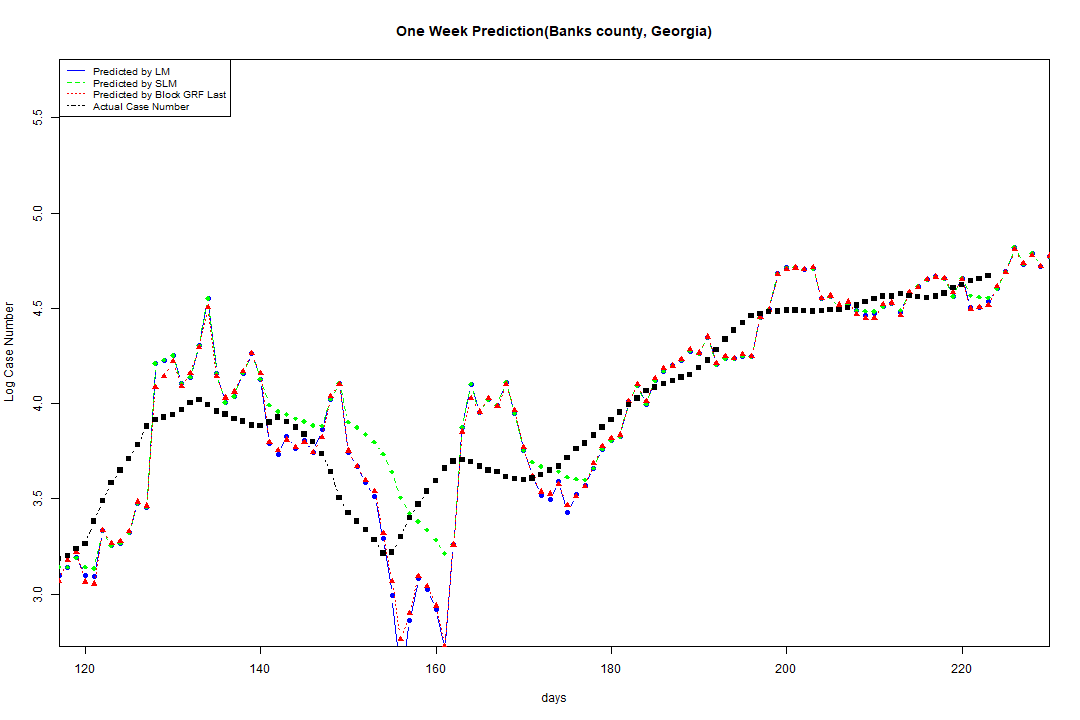 One Week Prediction(Banks county, Georgia)
Predicted by LM
Predicted by SLM
Predicted by Block GRF Last
Actual Case Number
5.5
5.0
4.5
4.0
3.5
3.0
Log Case Number
120 140 160 180 200 220
days